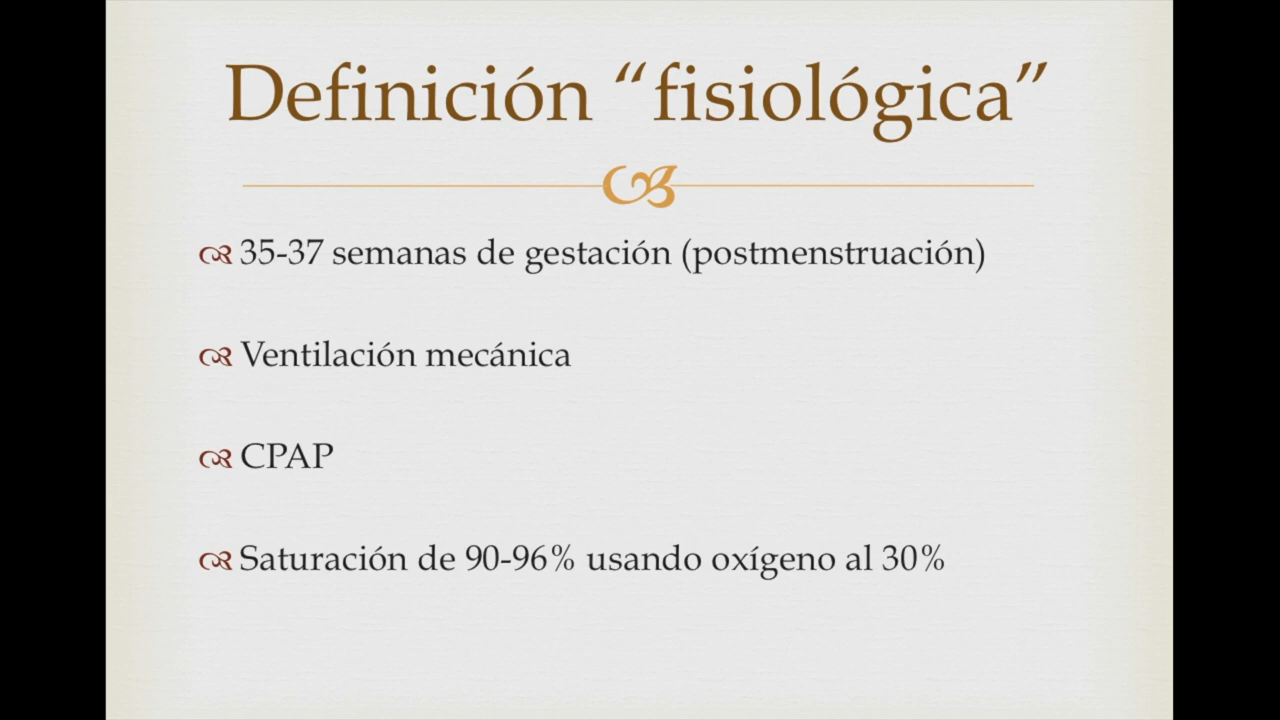 Definición “fisiológica”
35-37 semanas de gestación (postmenstruación)
Ventilación mecánica
CPAP
Saturación de 90-96% usando oxígeno al 30%